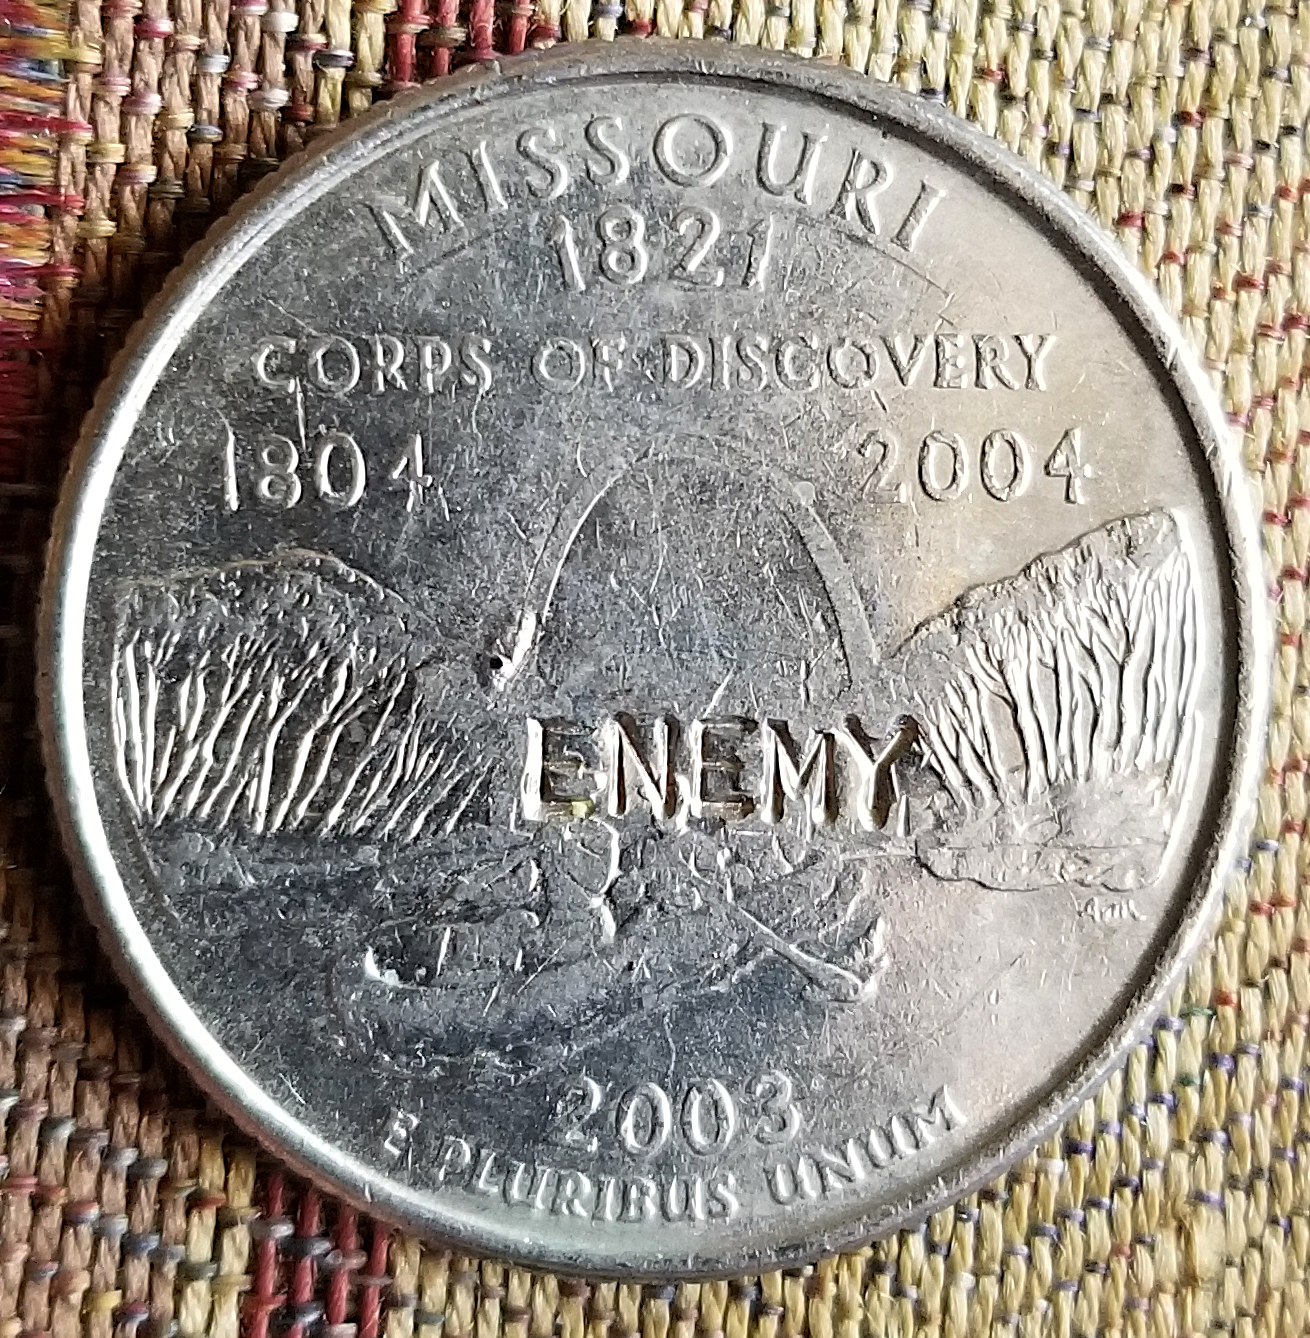 MISSOURI
1821
CORPS OF DISCOVERY
1804 2004
ENEMY
2003
E PLURIBUS UNUM